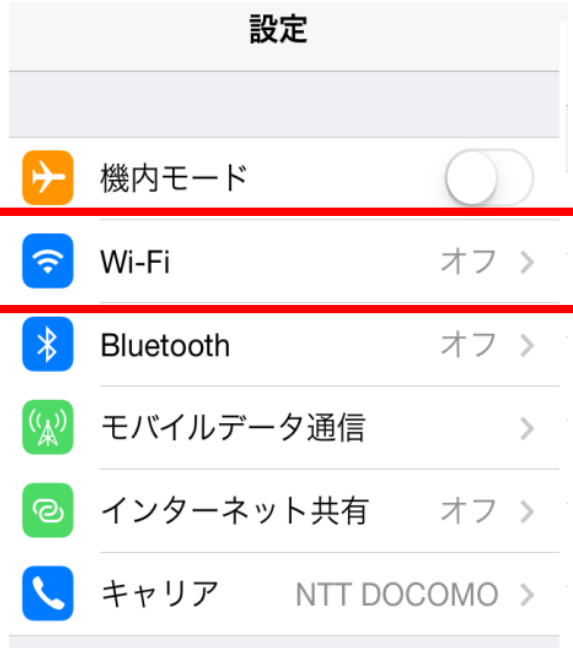 設定
機内モード
Wi-Fi オフ
Bluetooth オフ
モバイルデータ通信
インターネット共有 オフ
キャリア NTT DOCOMO